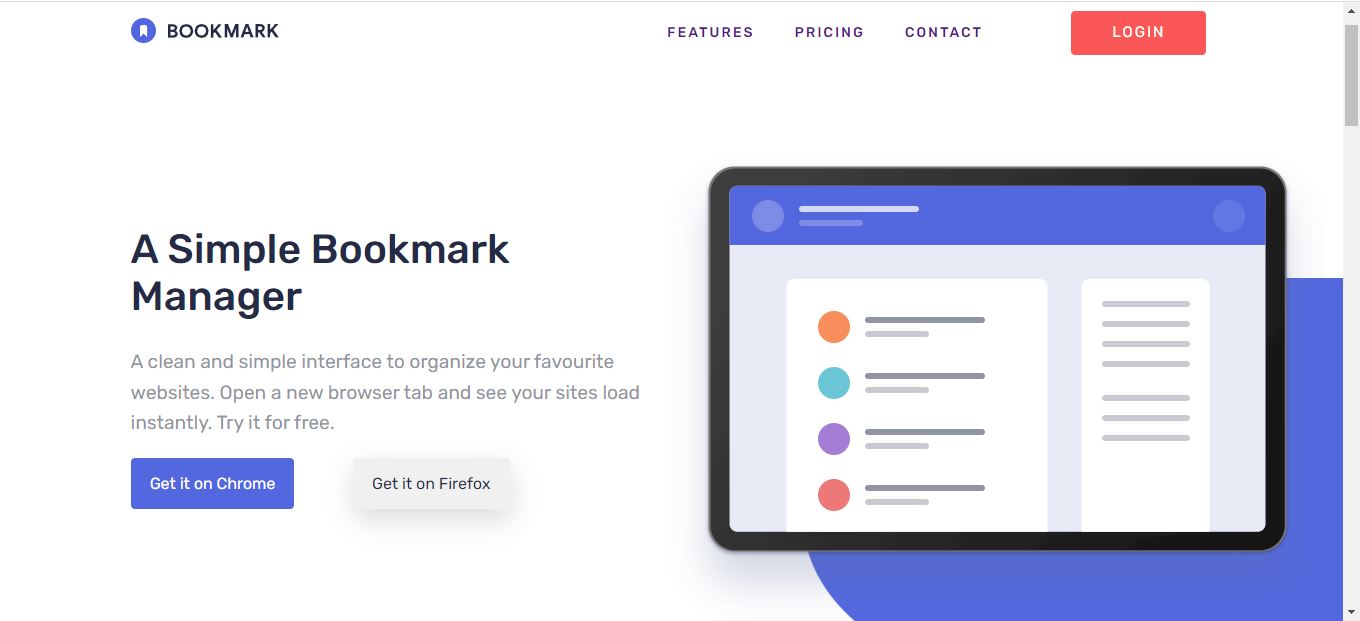 BOOKMARK
FEATURES PRICING CONTACT LOGIN
A Simple Bookmark
Manager
A clean and simple interface to organize your favourite
websites. Open a new browser tab and see your sites load
instantly. Try it for free.
Get it on Chrome
Get it on Firefox